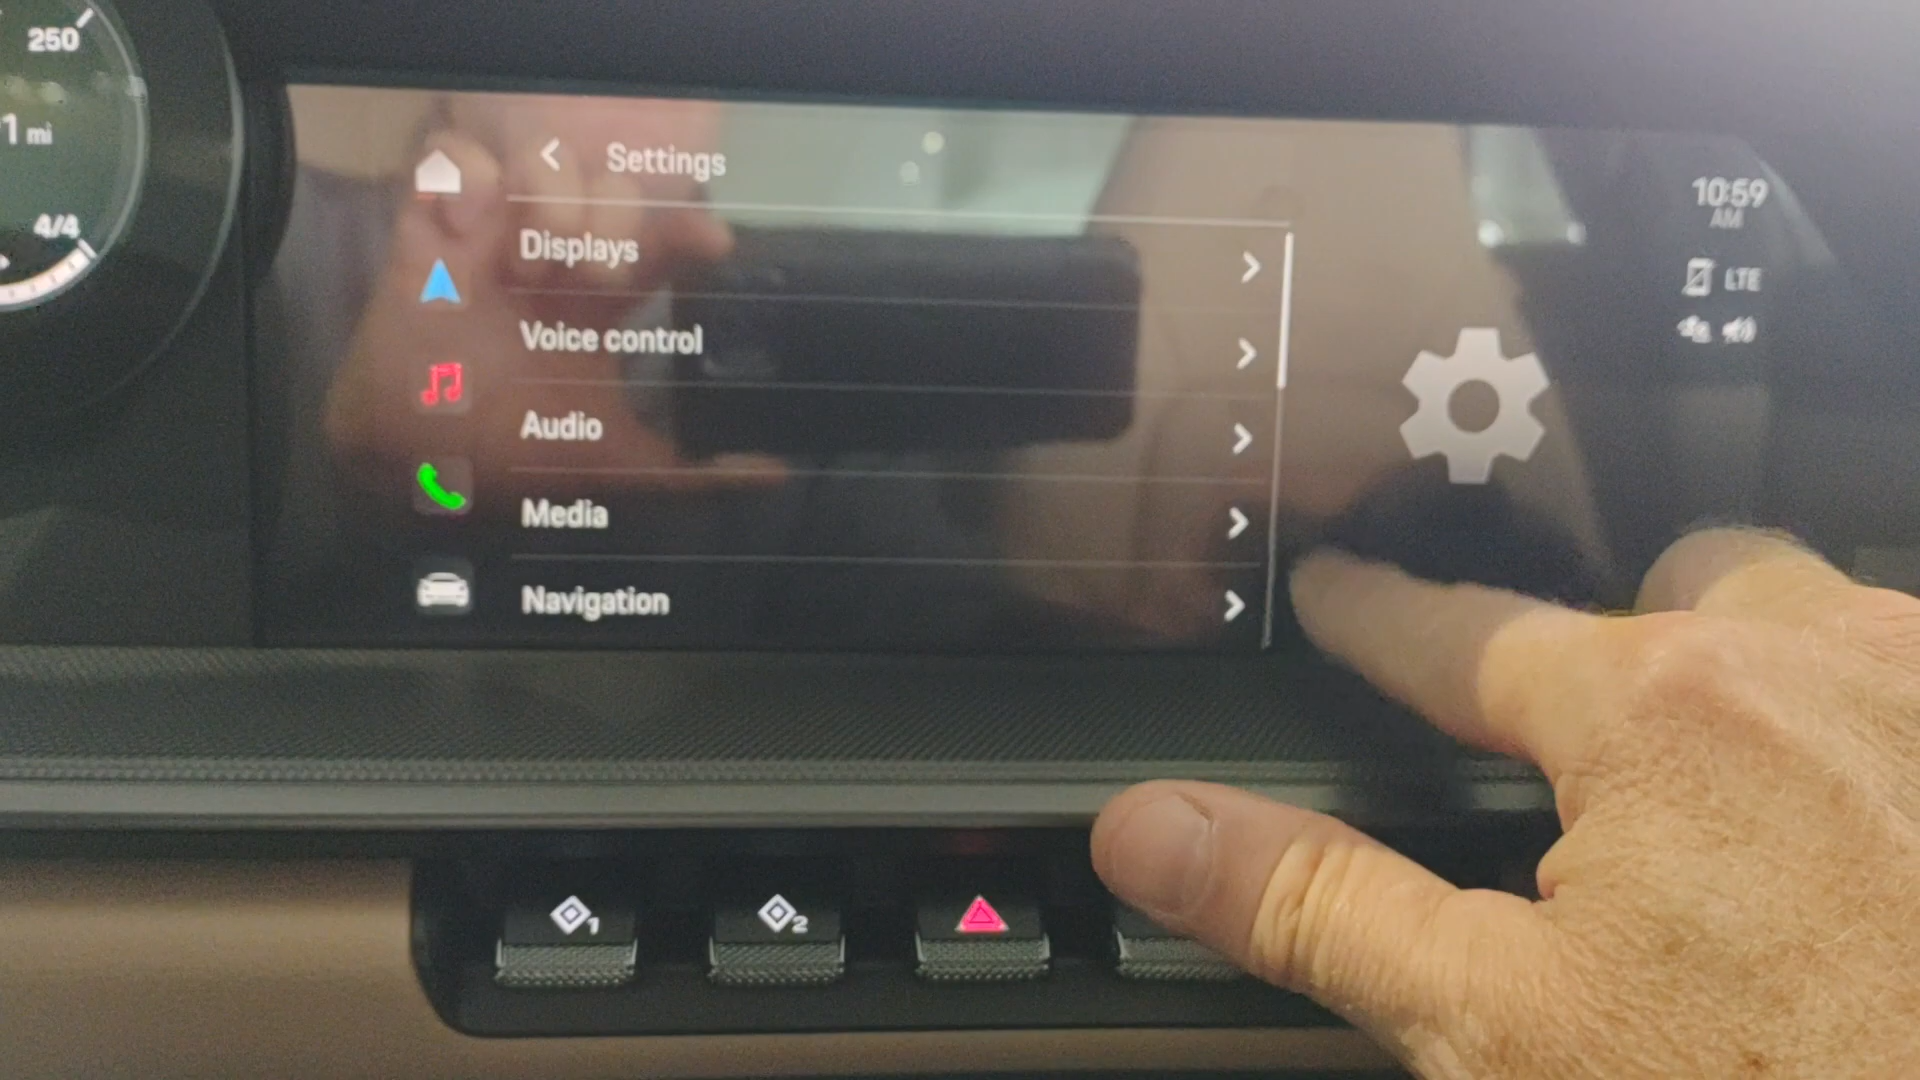 250
1 mi
4/4
Settings
Displays
Voice control
Audio
Media
Navigation
10:59
AM
LTE
1
2